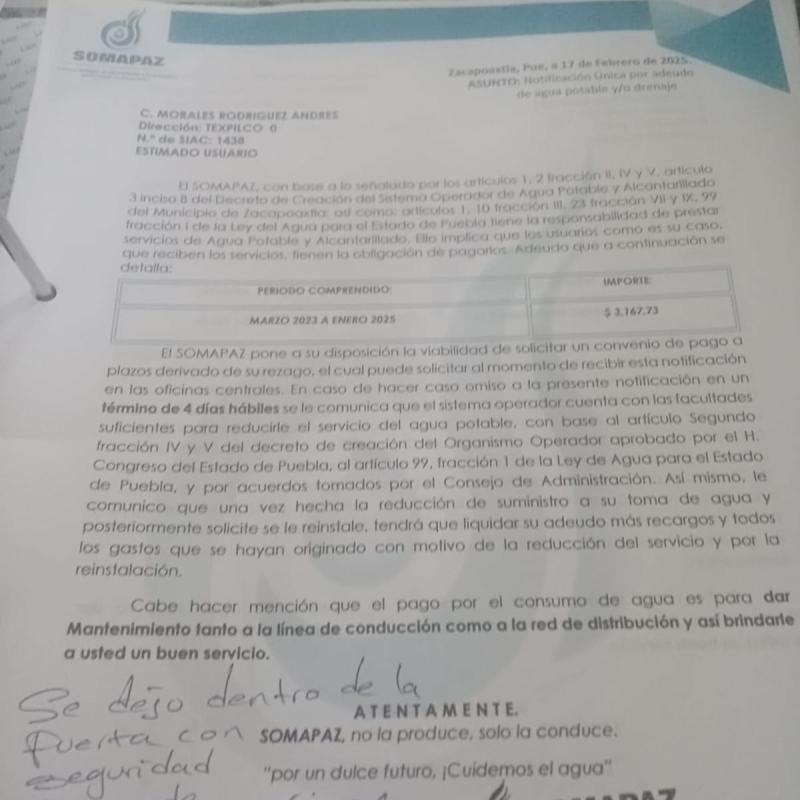 SOMAPAZ
Zacapoaxtla, Pue, a 17 de Febrero de 2025.
ASUNTO: Notificación Única por adeudo
de agua potable y/o drenaje
C. MORALES RODRIGUEZ ANDRES
Dirección: TEXPILCO 0
N.° de SIAC: 1438
ESTIMADO USUARIO
El SOMAPAZ, con base a lo señalado por los artículos 1, 2 fracción II, IV y V, artículo
3 inciso B del Decreto de Creación del Sistema Operador de Agua Potable y Alcantarillado
del Municipio de Zacapoaxtla; así como; artículos 1, 10 fracción III, 23 fracción VII y IX, 99
fracción I de la Ley del Agua para el Estado de Puebla tiene la responsabilidad de prestar
servicios de Agua Potable y Alcantarillado. Ello implica que los usuarios como es su caso,
que reciben los servicios, tienen la obligación de pagarlos. Adeudo que a continuación se
detalla:
PERIODO COMPRENDIDO: IMPORTE:
MARZO 2023 A ENERO 2025 $ 3,167.73
El SOMAPAZ pone a su disposición la viabilidad de solicitar un convenio de pago a
plazos derivado de su rezago, el cual puede solicitar al momento de recibir esta notificación
en las oficinas centrales. En caso de hacer caso omiso a la presente notificación en un
término de 4 días hábiles se le comunica que el sistema operador cuenta con las facultades
suficientes para reducirle el servicio del agua potable, con base al artículo Segundo
fracción IV y V del decreto de creación del Organismo Operador aprobado por el H.
Congreso del Estado de Puebla, al artículo 99, fracción 1 de la Ley de Agua para el Estado
de Puebla, y por acuerdos tomados por el Consejo de Administración. Así mismo, le
comunico que una vez hecha la reducción de suministro a su toma de agua y
posteriormente solicite se le reinstale, tendrá que liquidar su adeudo más recargos y todos
los gastos que se hayan originado con motivo de la reducción del servicio y por la
reinstalación.
Cabe hacer mención que el pago por el consumo de agua es para dar
Mantenimiento tanto a la línea de conducción como a la red de distribución y así brindarle
a usted un buen servicio.
Se dejo dentro de la
ATENTAMENTE.
puerta con
SOMAPAZ, no la produce, solo la conduce.
seguridad
"por un dulce futuro, ¡Cuidemos el agua"
SOMAPAZ